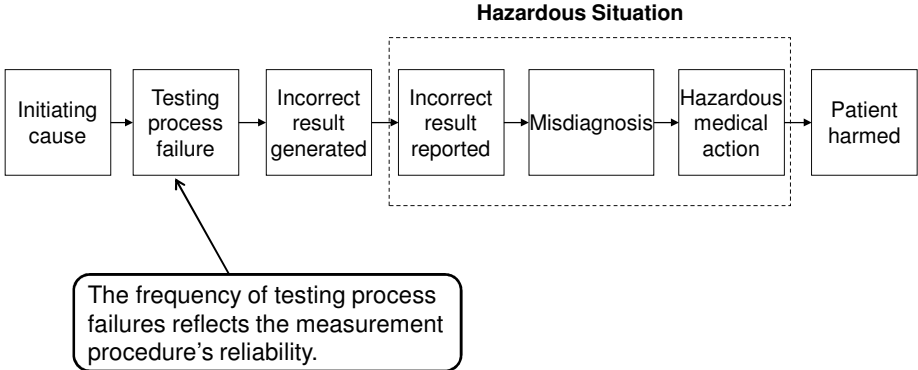 Hazardous Situation
Initiating
cause
Testing
process
failure
Incorrect
result
generated
Incorrect
result
reported
Misdiagnosis
Hazardous
medical
action
Patient
harmed
The frequency of testing process
failures reflects the measurement
procedure’s reliability.